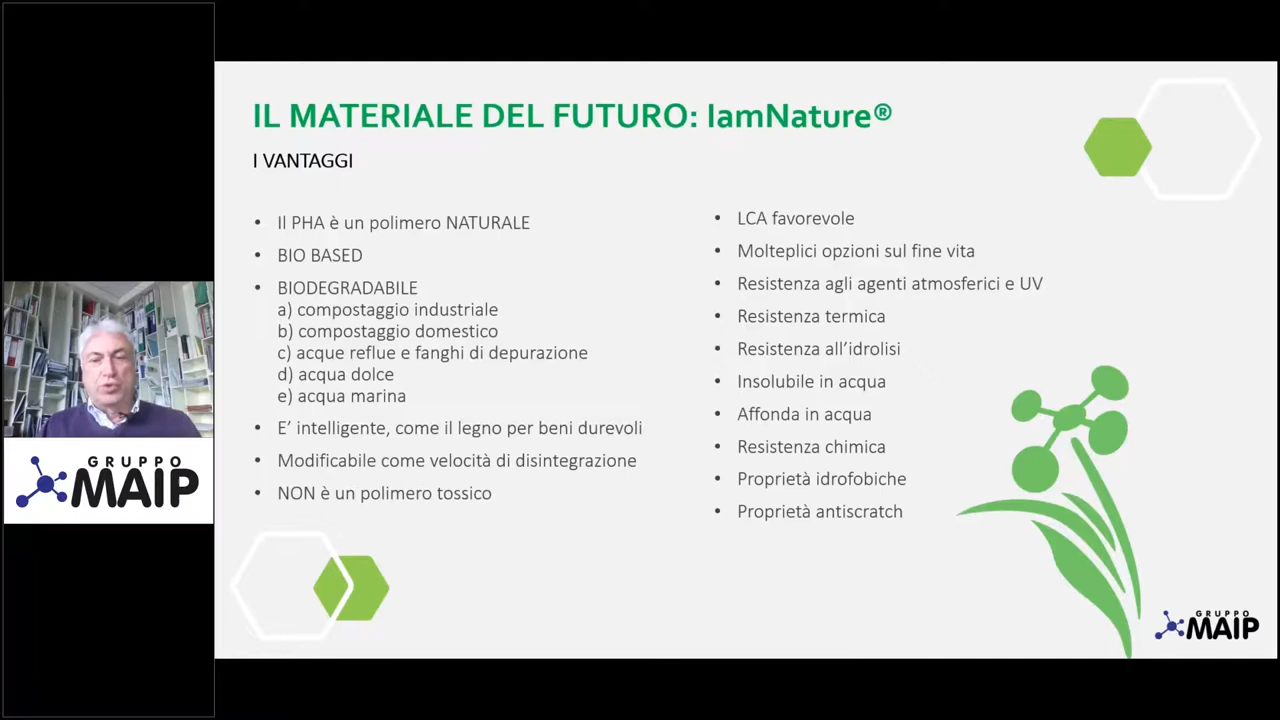 IL MATERIALE DEL FUTURO: IamNature®
I VANTAGGI
• Il PHA è un polimero NATURALE
• BIO BASED
• BIODEGRADABILE
a) compostaggio industriale
b) compostaggio domestico
c) acque reflue e fanghi di depurazione
d) acqua dolce
e) acqua marina
• E’ intelligente, come il legno per beni durevoli
• Modificabile come velocità di disintegrazione
• NON è un polimero tossico
• LCA favorevole
• Molteplici opzioni sul fine vita
• Resistenza agli agenti atmosferici e UV
• Resistenza termica
• Resistenza all’idrolisi
• Insolubile in acqua
• Affonda in acqua
• Resistenza chimica
• Proprietà idrofobiche
• Proprietà antiscratch
GRUPPO
MAIP
GRUPPO
MAIP